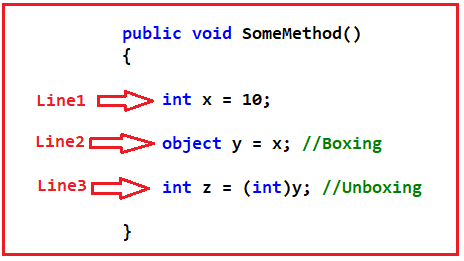 public void SomeMethod()
{
Line1 int x = 10;
Line2 object y = x; //Boxing
Line3 int z = (int)y; //Unboxing
}